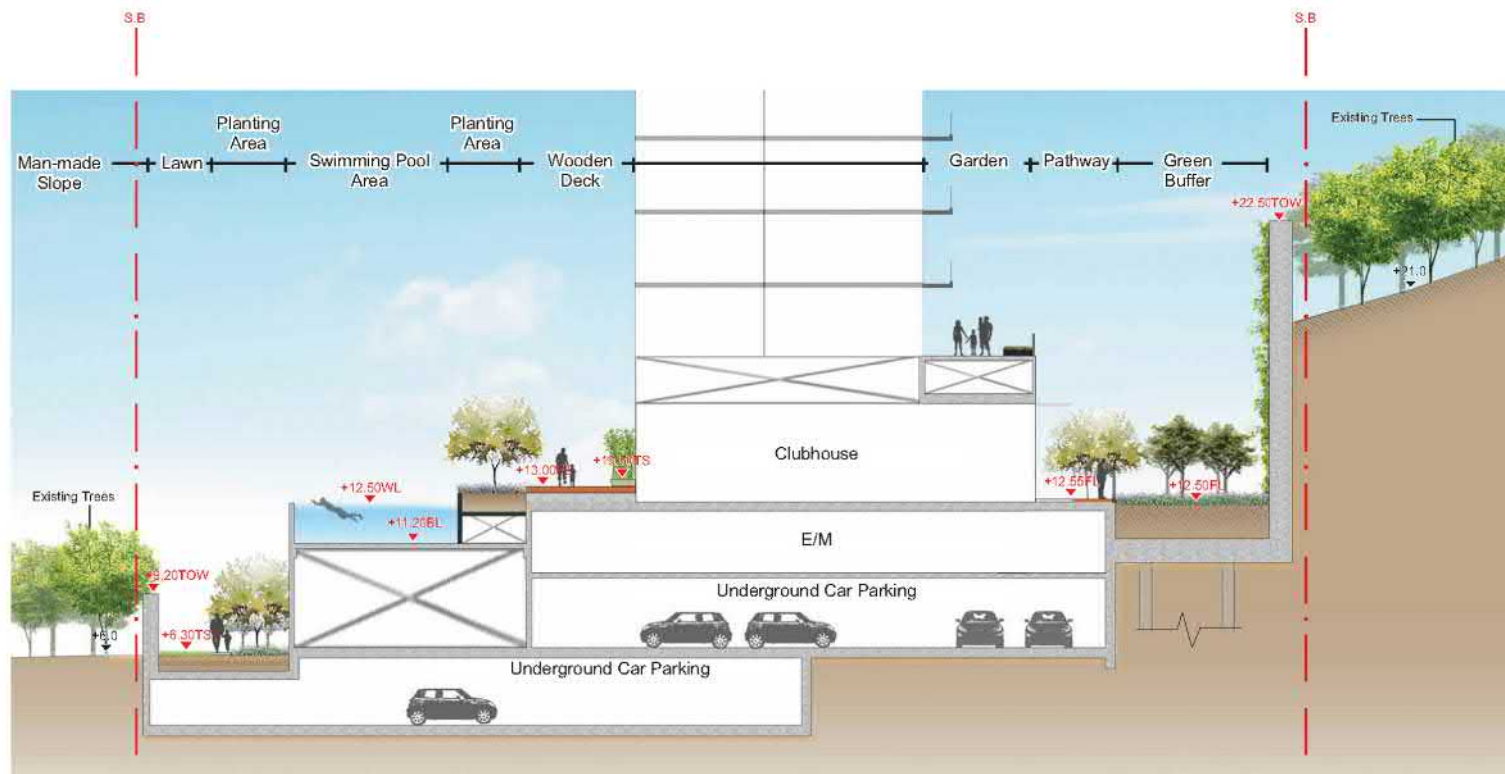 S.B
S.B
Existing Trees
Planting
Area
Planting
Area
Man-made
Slope
Lawn
Swimming Pool
Area
Wooden
Deck
Garden
Pathway
Green
Buffer
+22.50TOW
+21.0
Clubhouse
+13.00
+12.50WL
+12.55FL
+12.50FL
Existing Trees
+11.20BL
E/M
+9.20TOW
Underground Car Parking
+6.0
+6.30TS
Underground Car Parking